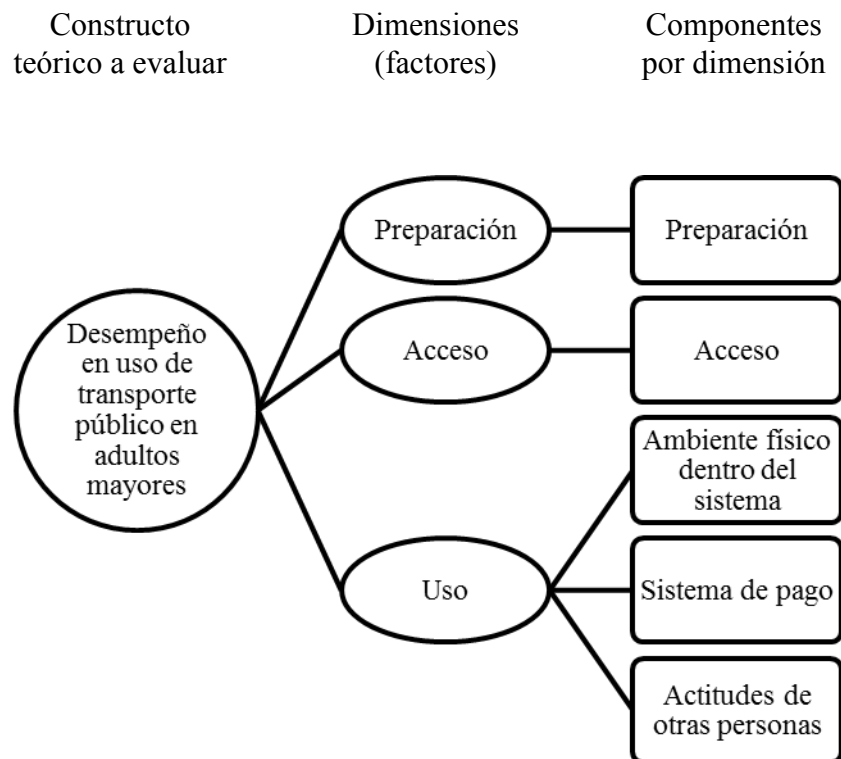 Constructo
teórico a evaluar
Dimensiones
(factores)
Componentes
por dimensión
Desempeño
en uso de
transporte
público en
adultos
mayores
Preparación
Acceso
Uso
Preparación
Acceso
Ambiente físico
dentro del
sistema
Sistema de pago
Actitudes de
otras personas